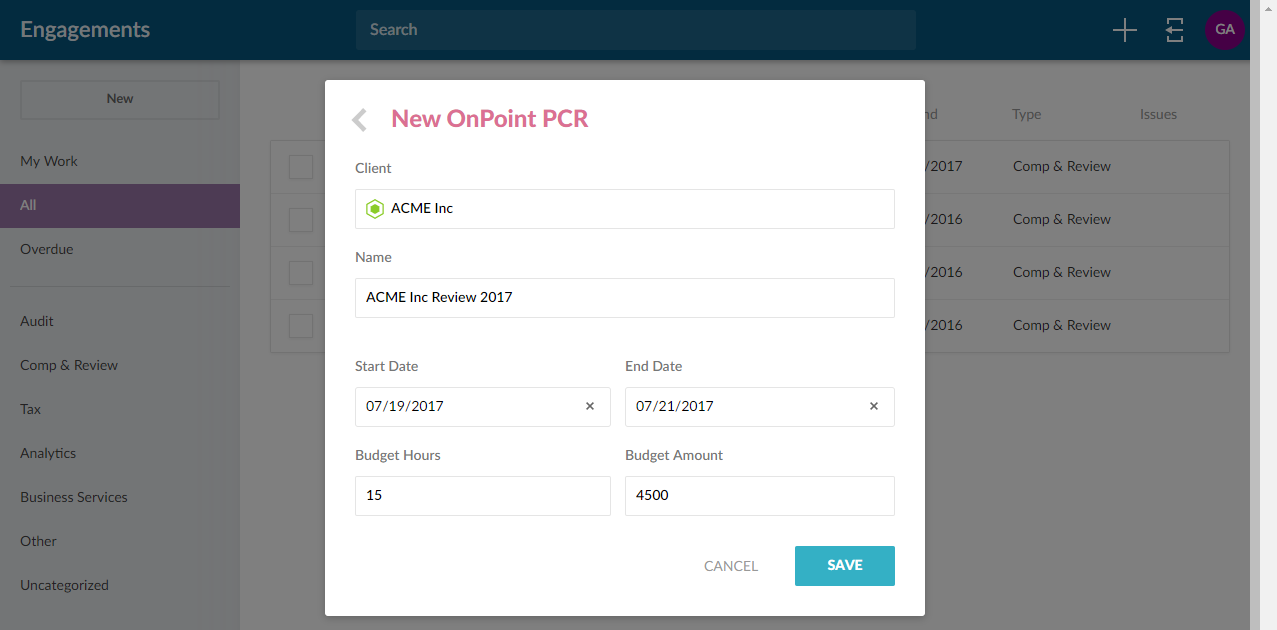 Engagements
Search
GA
New
My Work
All
Overdue
Audit
Comp & Review
Tax
Analytics
Business Services
Other
Uncategorized
Type
Issues
/2017
Comp & Review
/2016
Comp & Review
/2016
Comp & Review
/2016
Comp & Review
New OnPoint PCR
Client
ACME Inc
Name
ACME Inc Review 2017
Start Date
End Date
07/19/2017
07/21/2017
Budget Hours
Budget Amount
15
4500
CANCEL
SAVE